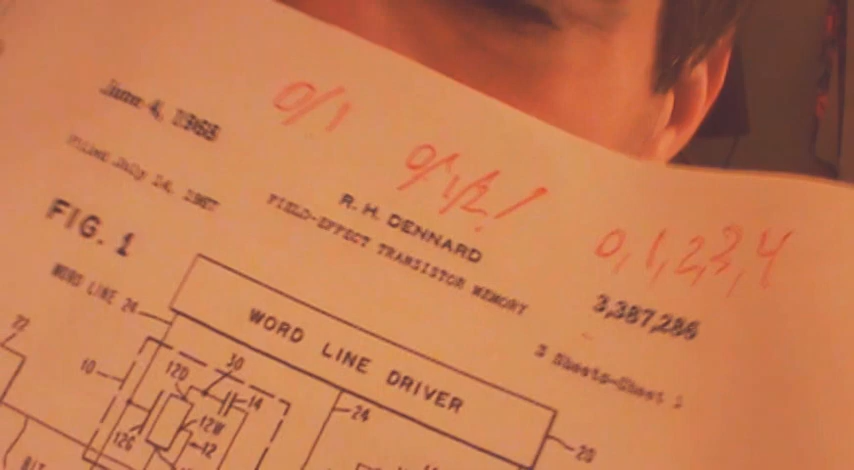 June 4, 1968
0/1
0/1/2/
0,1,2,3,4
Filed July 14, 1967
R. H. DENNARD
3,387,286
FIELD-EFFECT TRANSISTOR MEMORY
3 Sheets-Sheet 1
FIG. 1
WORD LINE 24
WORD LINE DRIVER
22
10
12D
30
14
24
20
12G
12W
12
BIT